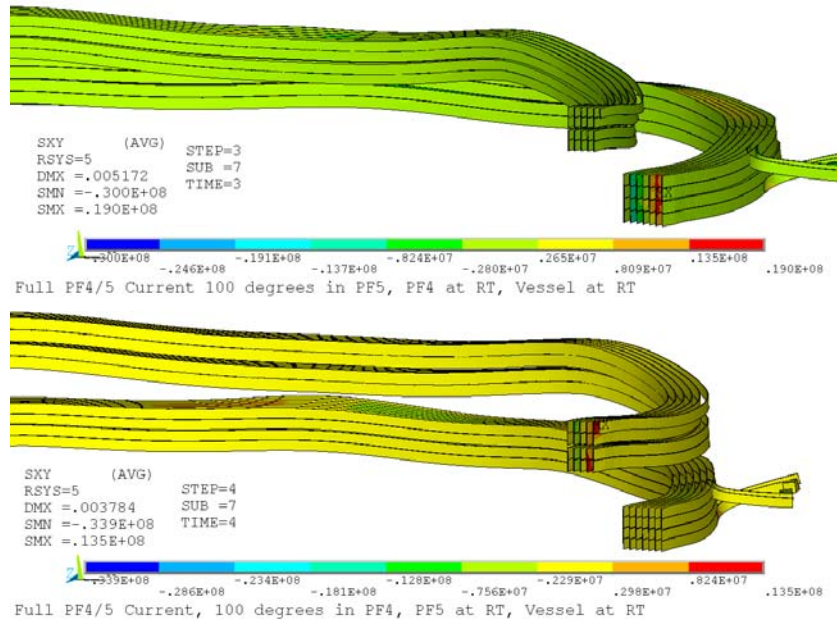 SXY (AVG)
RSYS=5
DMX =.005172
SMN =-.300E+08
SMX =.190E+08
STEP=3
SUB =7
TIME=3
X
Z
-.300E+08 -.191E+08 -.824E+07 .265E+07 .135E+08
-.246E+08 -.137E+08 -.280E+07 .809E+07 .190E+08
Full PF4/5 Current 100 degrees in PF5, PF4 at RT, Vessel at RT
SXY (AVG)
RSYS=5
DMX =.003784
SMN =-.339E+08
SMX =.135E+08
STEP=4
SUB =7
TIME=4
X
Z
-.339E+08 -.234E+08 -.128E+08 -.229E+07 .824E+07
-.286E+08 -.181E+08 -.756E+07 .298E+07 .135E+08
Full PF4/5 Current, 100 degrees in PF4, PF5 at RT, Vessel at RT